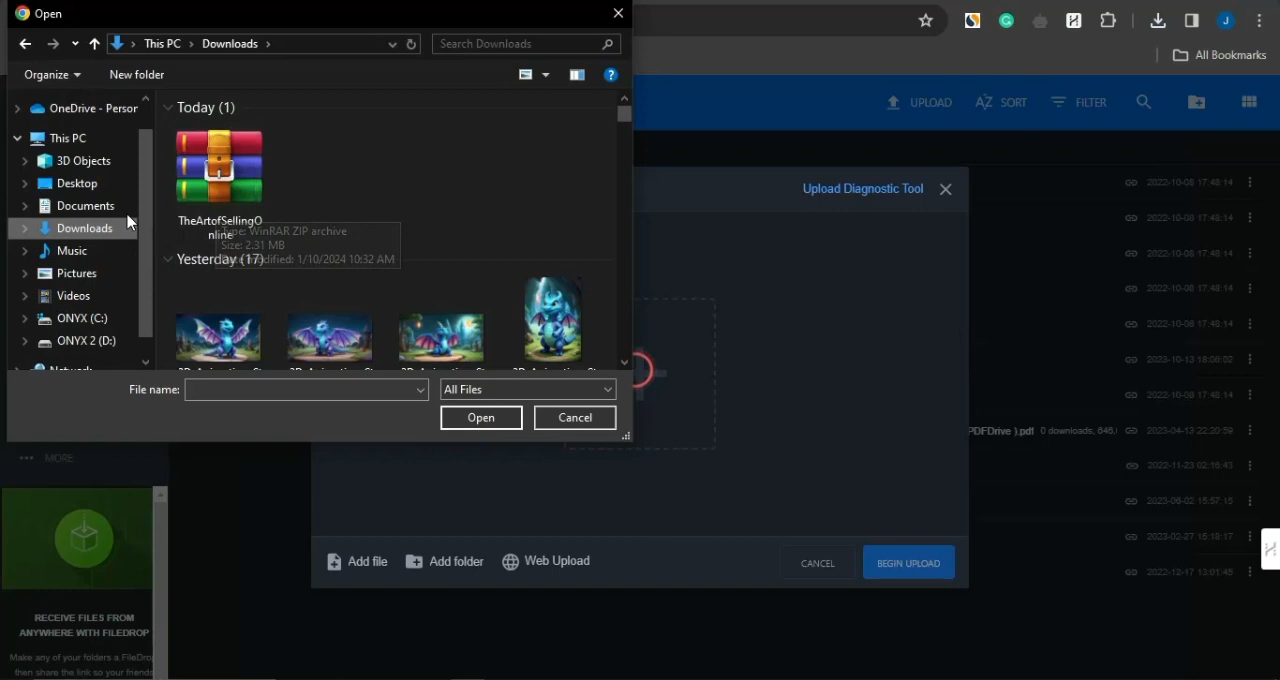 Open
This PC
Downloads
Search Downloads
All Bookmarks
Organize
New folder
OneDrive - Person
This PC
3D Objects
Desktop
Documents
Downloads
Music
Pictures
Videos
ONYX (C:)
ONYX 2 (D:)
Today (1)
TheArtofSellingO
nline
Type: WinRAR ZIP archive
Size: 2.31 MB
Date modified: 1/10/2024 10:32 AM
Yesterday (17)
File name:
All Files
Open
Cancel
UPLOAD
SORT
FILTER
Upload Diagnostic Tool
2022-10-08 17:48:14
2022-10-08 17:48:14
2022-10-08 17:48:14
2022-10-08 17:48:14
2022-10-08 17:48:14
2023-10-13 18:06:02
2022-10-08 17:48:14
PDFDrive ).pdf 0 downloads, 2023-04-13 22:20:59
2022-11-23 02:16:43
2023-06-02 15:57:15
2023-02-27 15:18:17
2022-12-17 13:01:45
Add file
Add folder
Web Upload
CANCEL
BEGIN UPLOAD
MORE
RECEIVE FILES FROM
ANYWHERE WITH FILEDROP
Make any of your folders a FileDrop
then share the link so your friends